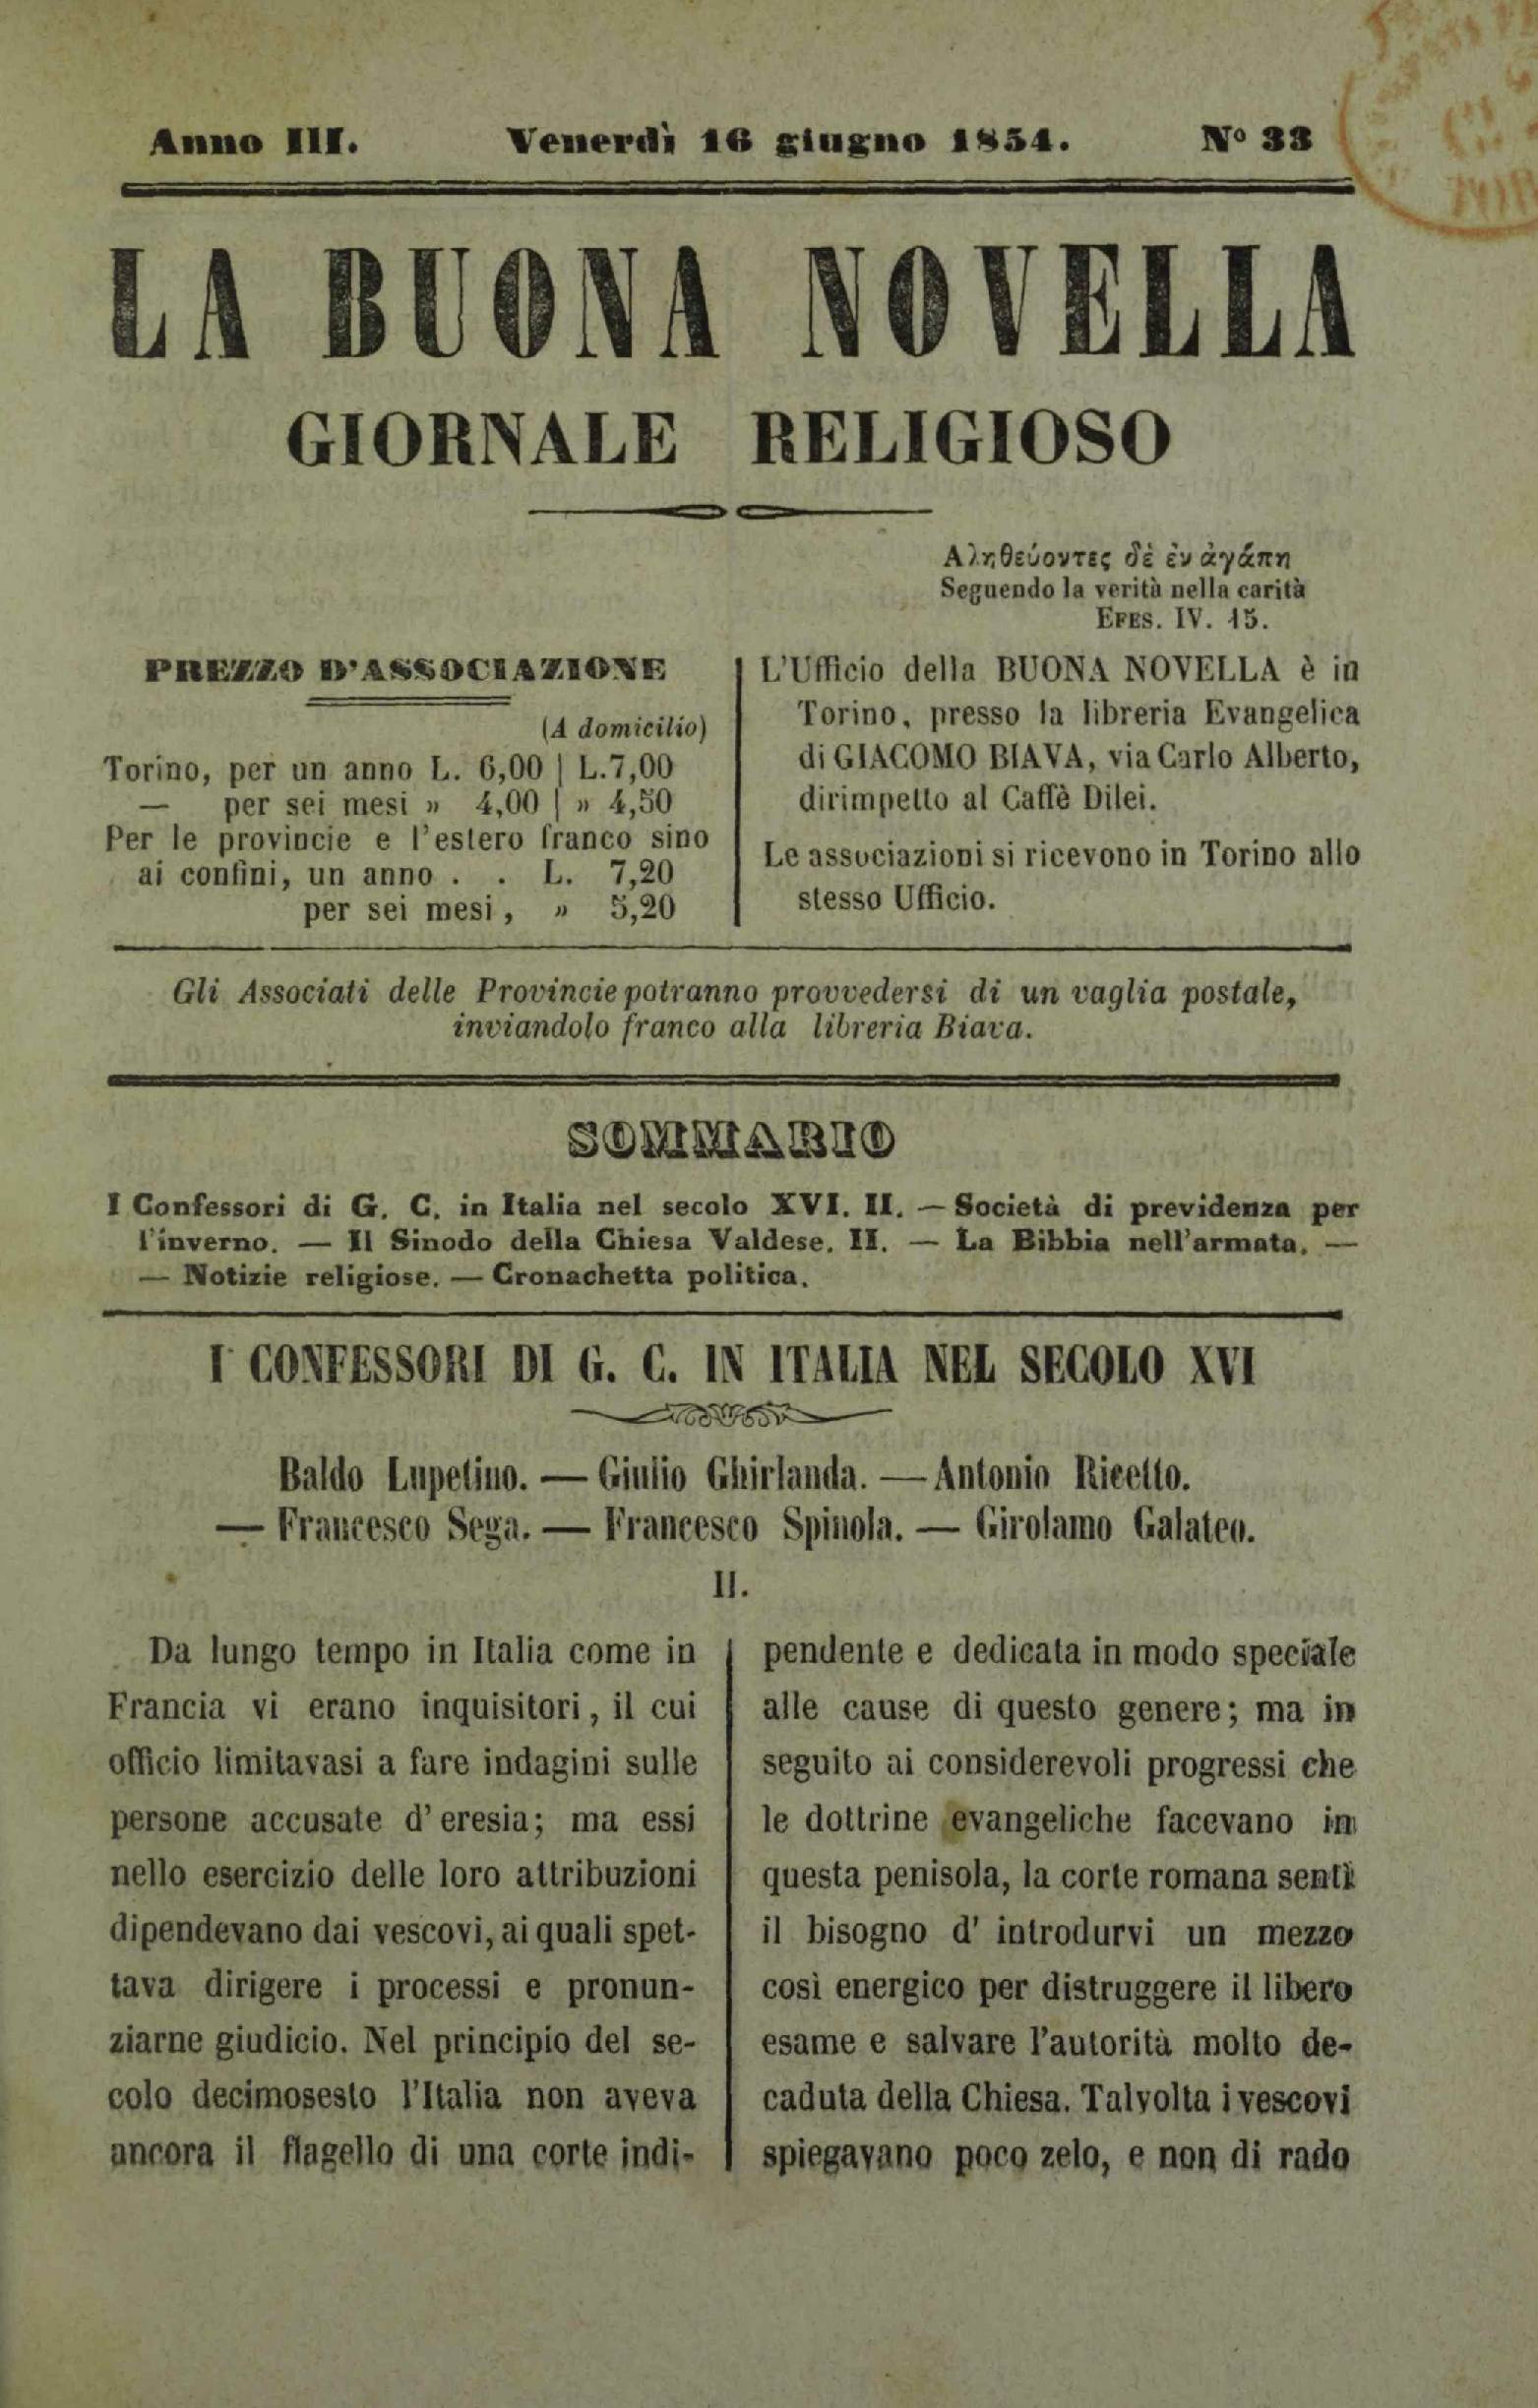 Anno III. Venerdì 16 giugno 1854. Nº 33
LA BUONA NOVELLA
GIORNALE RELIGIOSO
Αληθεύοντες δὲ ἐν ἀγάπη
Seguendo la verità nella carità
EFES. IV. 15.
PREZZO D'ASSOCIAZIONE
(A domicilio)
Torino, per un anno L. 6,00 | L.7,00
— per sei mesi » 4,00 | » 4,50
Per le provincie e l'estero franco sino
ai confini, un anno . . L. 7,20
per sei mesi, » 5,20
L'Ufficio della BUONA NOVELLA è in
Torino, presso la libreria Evangelica
di GIACOMO BIAVA, via Carlo Alberto,
dirimpetto al Caffè Dilei.
Le associazioni si ricevono in Torino allo
stesso Ufficio.
Gli Associati delle Provincie potranno provvedersi di un vaglia postale,
inviandolo franco alla libreria Biava.
SOMMARIO
I Confessori di G. C. in Italia nel secolo XVI. II. — Società di previdenza per
l'inverno. — Il Sinodo della Chiesa Valdese. II. — La Bibbia nell'armata. —
— Notizie religiose. — Cronachetta politica.
I CONFESSORI DI G. C. IN ITALIA NEL SECOLO XVI
Baldo Lupetino. — Giulio Ghirlanda. — Antonio Ricetto.
— Francesco Sega. — Francesco Spinola. — Girolamo Galateo.
II.
Da lungo tempo in Italia come in
Francia vi erano inquisitori, il cui
officio limitavasi a fare indagini sulle
persone accusate d'eresia; ma essi
nello esercizio delle loro attribuzioni
dipendevano dai vescovi, ai quali spet-
tava dirigere i processi e pronun-
ziarne giudicio. Nel principio del se-
colo decimosesto l'Italia non aveva
ancora il flagello di una corte indi-
pendente e dedicata in modo speciale
alle cause di questo genere; ma in
seguito ai considerevoli progressi che
le dottrine evangeliche facevano in
questa penisola, la corte romana sentì
il bisogno d' introdurvi un mezzo
così energico per distruggere il libero
esame e salvare l'autorità molto de-
caduta della Chiesa. Talvolta i vescovi
spiegavano poco zelo, e non di rado